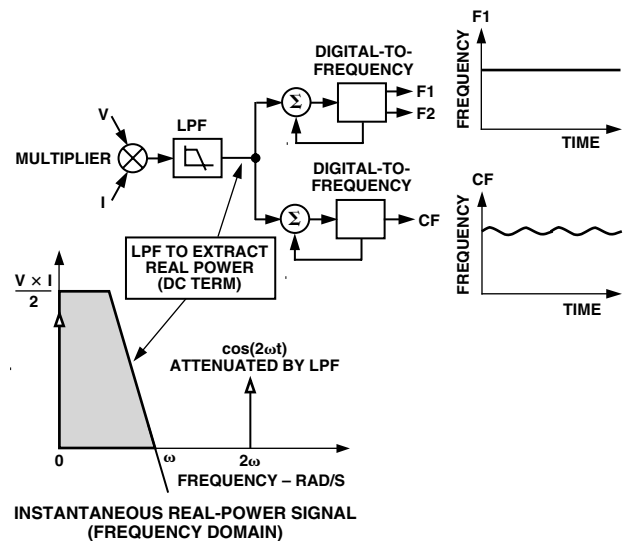 DIGITAL-TO-
FREQUENCY
F1
F2
Σ
F1
FREQUENCY
TIME
V
LPF
MULTIPLIER
I
DIGITAL-TO-
FREQUENCY
Σ
CF
CF
FREQUENCY
TIME
LPF TO EXTRACT
REAL POWER
(DC TERM)
V × I
2
cos(2ωt)
ATTENUATED BY LPF
0
ω
2ω
FREQUENCY – RAD/S
INSTANTANEOUS REAL-POWER SIGNAL
(FREQUENCY DOMAIN)